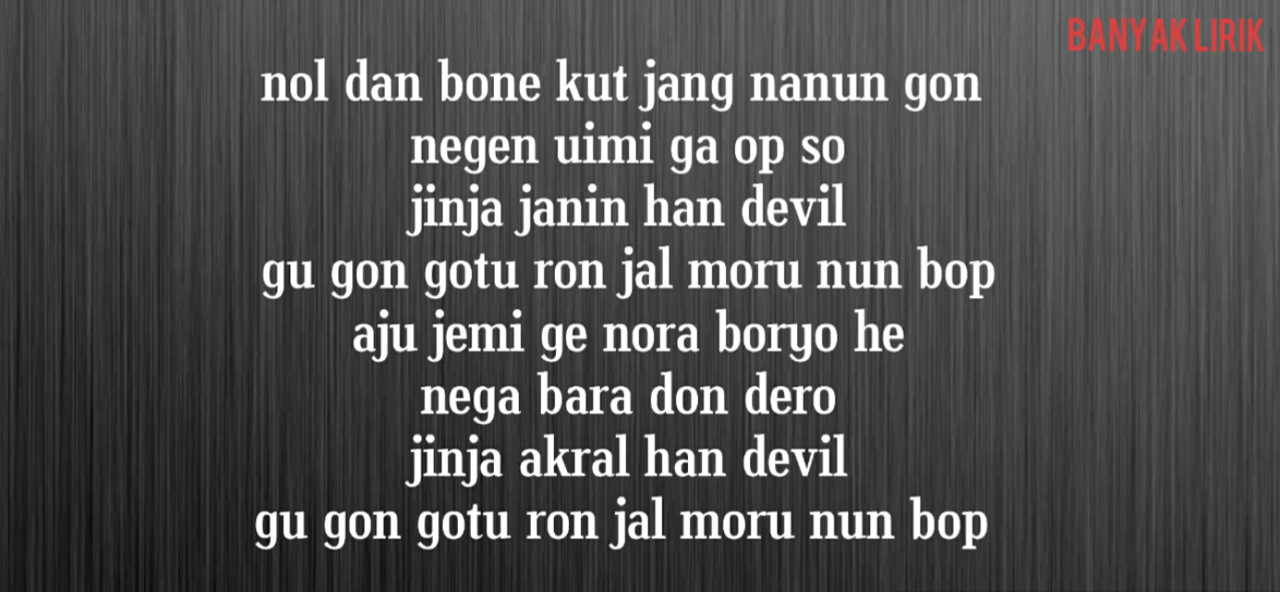 BANYAK LIRIK
nol dan bone kut jang nanun gon
negen uimi ga op so
jinja janin han devil
gu gon gotu ron jal moru nun bop
aju jemi ge nora boryo he
nega bara don dero
jinja akral han devil
gu gon gotu ron jal moru nun bop